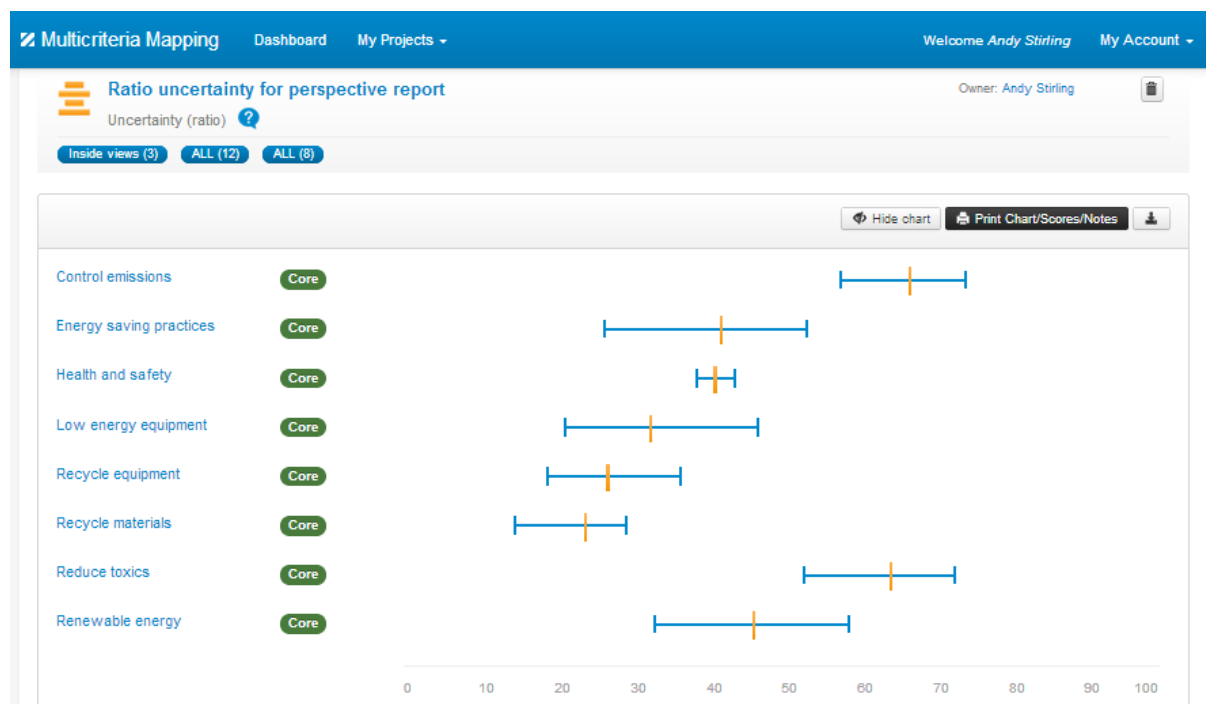 Multicriteria Mapping Dashboard My Projects Welcome Andy Stirling My Account
Ratio uncertainty for perspective report Owner: Andy Stirling
Uncertainty (ratio) ?
Inside views (3) ALL (12) ALL (8)
Hide chart Print Chart/Scores/Notes
Control emissions Core
Energy saving practices Core
Health and safety Core
Low energy equipment Core
Recycle equipment Core
Recycle materials Core
Reduce toxics Core
Renewable energy Core
0 10 20 30 40 50 60 70 80 90 100